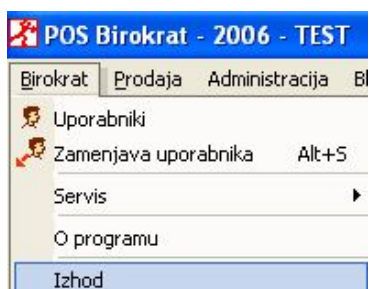 POS Birokrat - 2006 - TEST
Birokrat Prodaja Administracija
Uporabniki
Zamenjava uporabnika Alt+S
Servis
O programu
Izhod